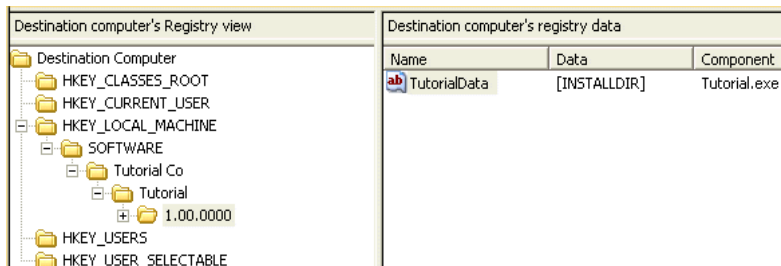 Destination computer's Registry view
Destination Computer
HKEY_CLASSES_ROOT
HKEY_CURRENT_USER
HKEY_LOCAL_MACHINE
SOFTWARE
Tutorial Co
Tutorial
1.00.0000
HKEY_USERS
HKEY_USER_SELECTABLE
Destination computer's registry data
Name Data Component
ab TutorialData [INSTALLDIR] Tutorial.exe